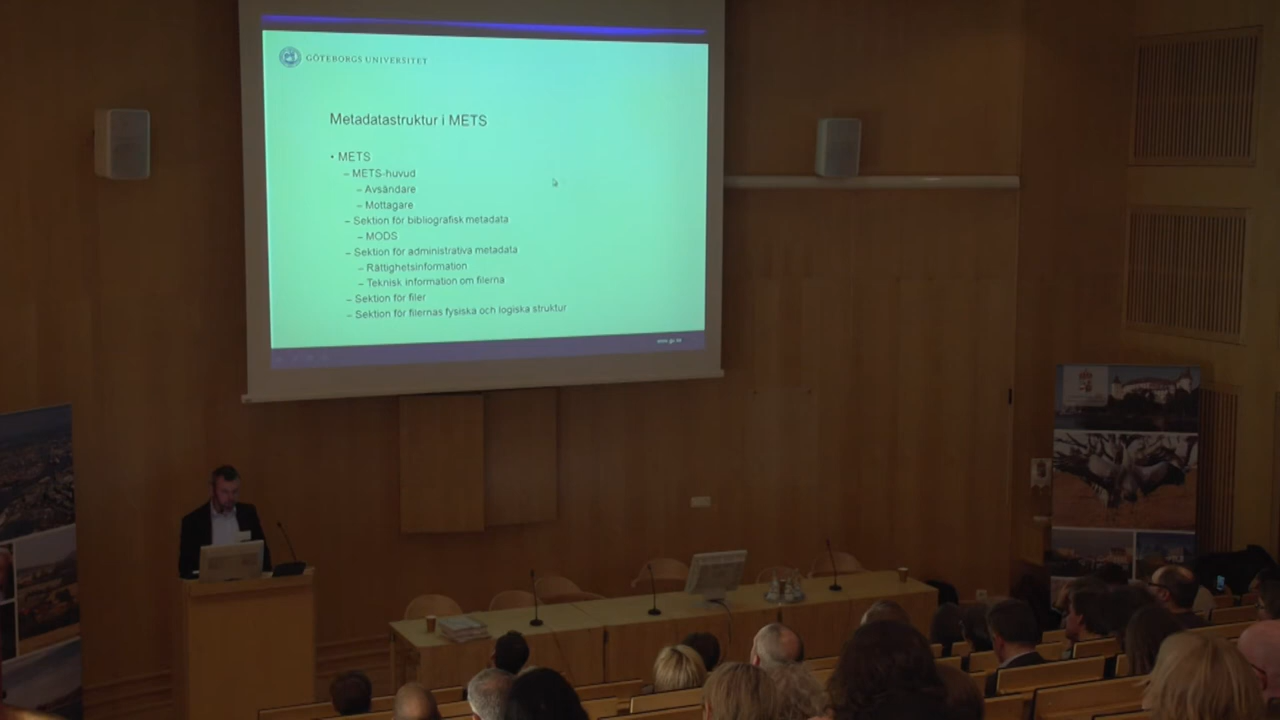 GÖTEBORGS UNIVERSITET
Metadatastruktur i METS
• METS
– METS-huvud
– Avsändare
– Mottagare
– Sektion för bibliografisk metadata
– MODS
– Sektion för administrativa metadata
– Rättighetsinformation
– Teknisk information om filerna
– Sektion för filer
– Sektion för filernas fysiska och logiska struktur
www.gu.se